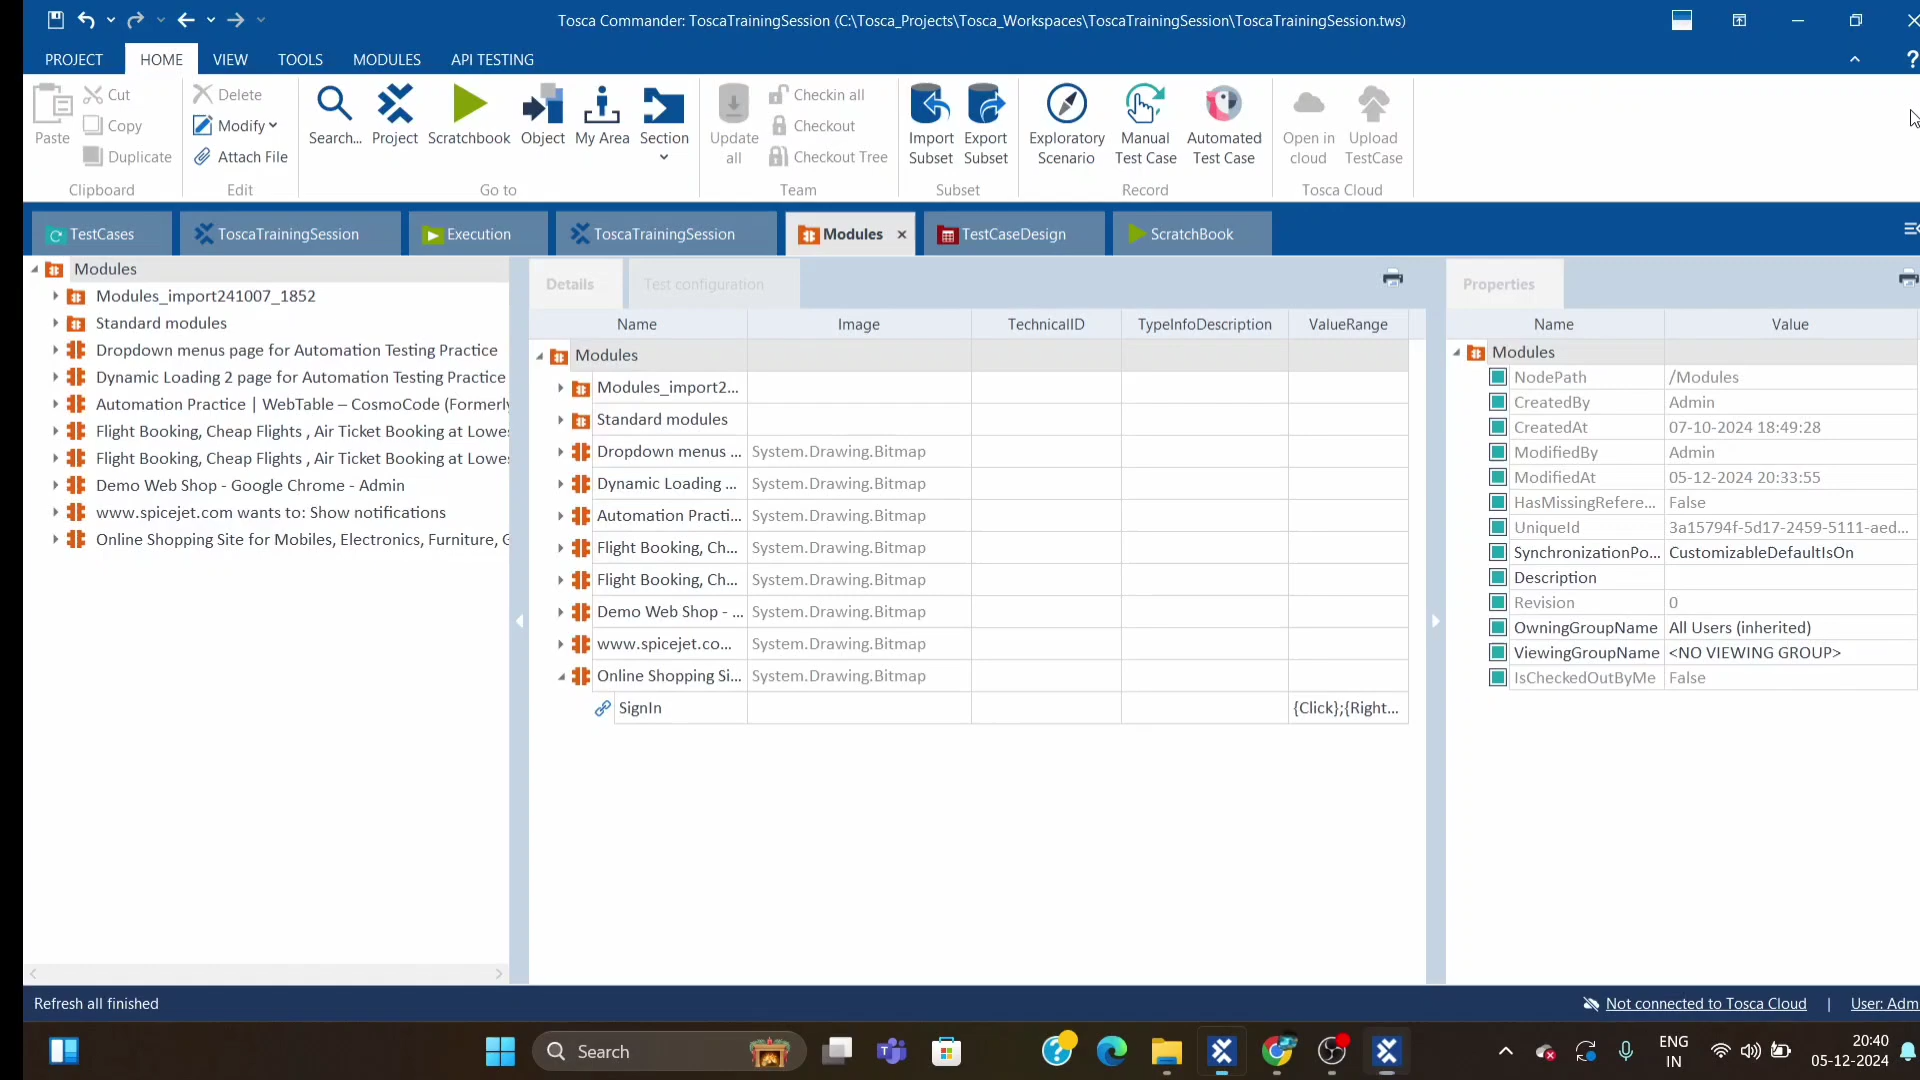 Tosca Commander: ToscaTrainingSession (C:\Tosca_Projects\Tosca_Workspaces\ToscaTrainingSession\ToscaTrainingSession.tws)
PROJECT HOME VIEW TOOLS MODULES API TESTING
Paste Cut Copy Duplicate
Clipboard
Delete Modify Attach File
Edit
Search... Project Scratchbook Object My Area Section
Go to
Update all Checkin all Checkout Checkout Tree
Team
Import Subset Export Subset
Subset
Exploratory Scenario Manual Test Case Automated Test Case
Record
Open in cloud Upload TestCase
Tosca Cloud
TestCases ToscaTrainingSession Execution ToscaTrainingSession Modules TestCaseDesign ScratchBook
Modules
Modules_import241007_1852
Standard modules
Dropdown menus page for Automation Testing Practice
Dynamic Loading 2 page for Automation Testing Practice
Automation Practice | WebTable – CosmoCode (Formerly
Flight Booking, Cheap Flights , Air Ticket Booking at Lowes
Flight Booking, Cheap Flights , Air Ticket Booking at Lowes
Demo Web Shop - Google Chrome - Admin
www.spicejet.com wants to: Show notifications
Online Shopping Site for Mobiles, Electronics, Furniture, G
Details Test configuration
Name Image TechnicalID TypeInfoDescription ValueRange
Modules
Modules_import2...
Standard modules
Dropdown menus ... System.Drawing.Bitmap
Dynamic Loading ... System.Drawing.Bitmap
Automation Practi... System.Drawing.Bitmap
Flight Booking, Ch... System.Drawing.Bitmap
Flight Booking, Ch... System.Drawing.Bitmap
Demo Web Shop - ... System.Drawing.Bitmap
www.spicejet.co... System.Drawing.Bitmap
Online Shopping Si... System.Drawing.Bitmap
SignIn {Click};{Right...
Properties
Name Value
Modules
NodePath /Modules
CreatedBy Admin
CreatedAt 07-10-2024 18:49:28
ModifiedBy Admin
ModifiedAt 05-12-2024 20:33:55
HasMissingRefere... False
UniqueId 3a15794f-5d17-2459-5111-aed...
SynchronizationPo... CustomizableDefaultIsOn
Description
Revision 0
OwningGroupName All Users (inherited)
ViewingGroupName <NO VIEWING GROUP>
IsCheckedOutByMe False
Refresh all finished
Not connected to Tosca Cloud | User: Adm
Search
ENG
IN
20:40
05-12-2024